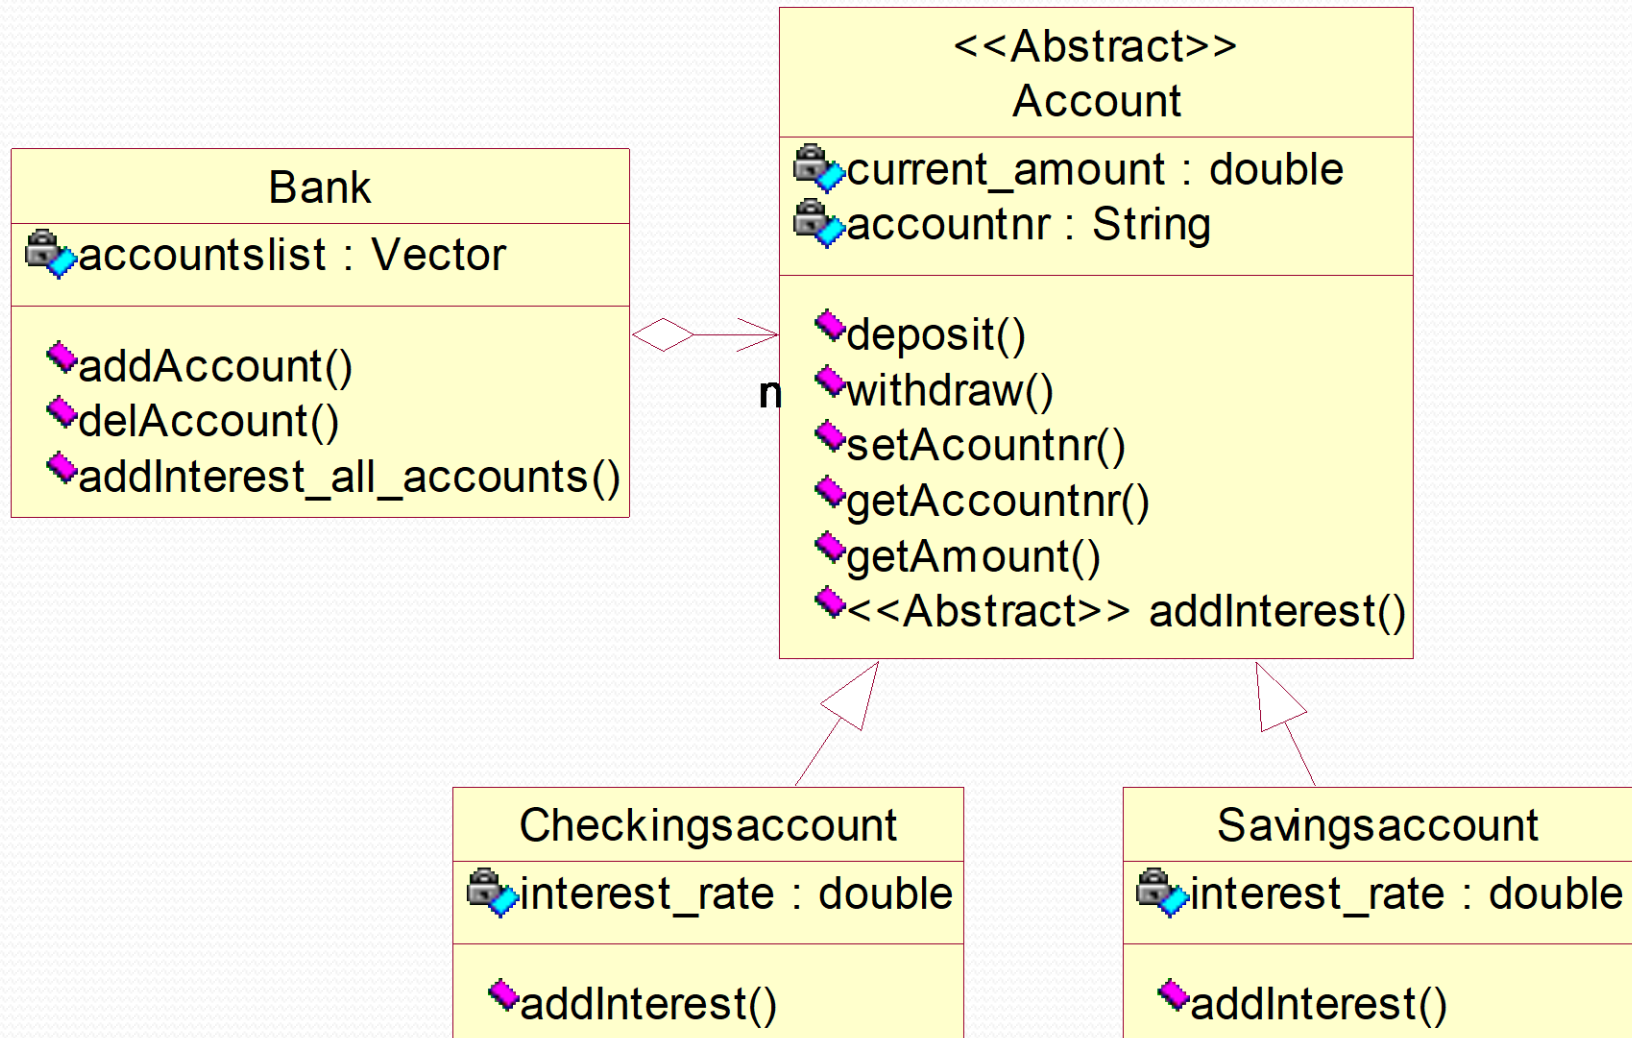 <<Abstract>>
Account
current_amount : double
accountnr : String
deposit()
withdraw()
setAcountnr()
getAccountnr()
getAmount()
<<Abstract>> addInterest()
Bank
accountslist : Vector
addAccount()
delAccount()
addInterest_all_accounts()
n
Checkingsaccount
interest_rate : double
addInterest()
Savingsaccount
interest_rate : double
addInterest()